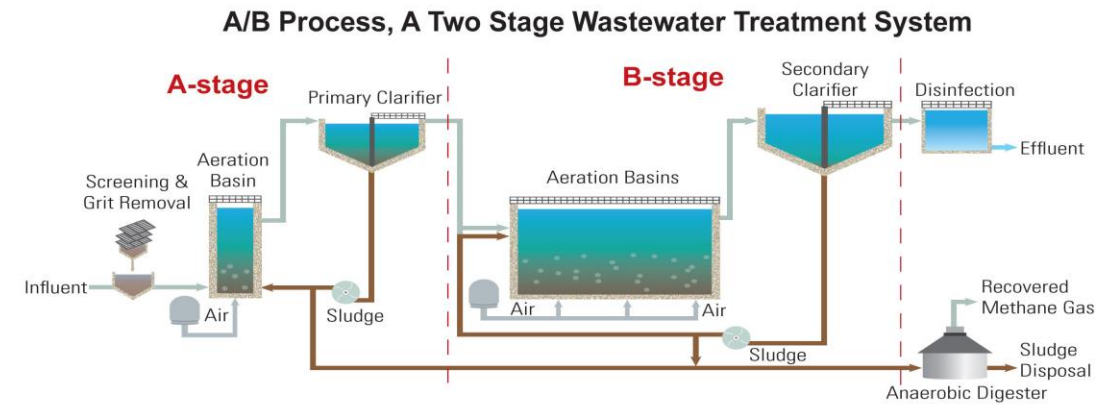 A/B Process, A Two Stage Wastewater Treatment System
A-stage
B-stage
Primary Clarifier
Secondary
Clarifier
Disinfection
Effluent
Aeration
Basin
Screening &
Grit Removal
Aeration Basins
Influent
Air
Sludge
Air
Air
Sludge
Recovered
Methane Gas
Sludge
Disposal
Anaerobic Digester